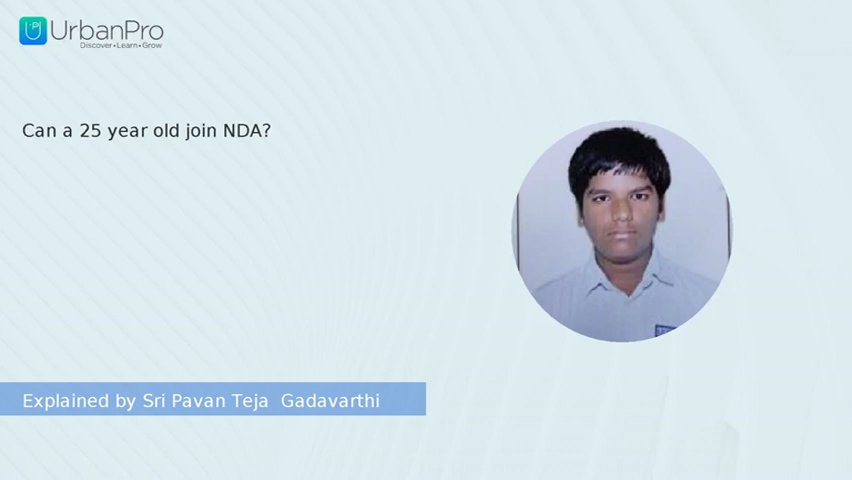 UrbanPro
Discover•Learn•Grow
Can a 25 year old join NDA?
Explained by Sri Pavan Teja  Gadavarthi